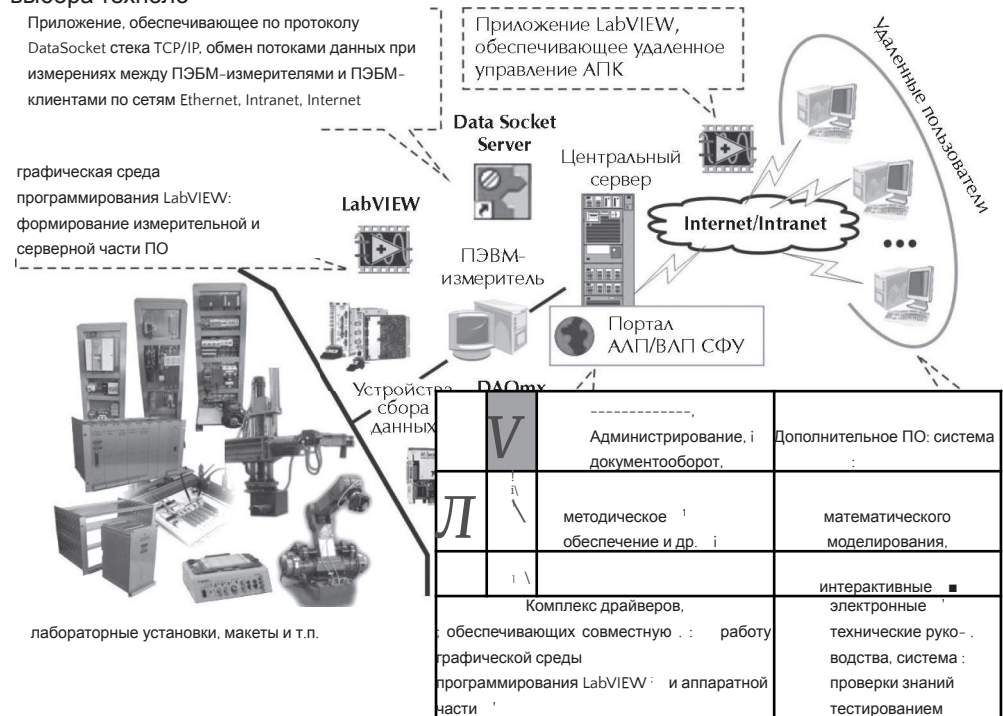 выбора техноло
Приложение, обеспечивающее по протоколу
DataSocket стека TCP/IP, обмен потоками данных при
измерениях между ПЭБМ-измерителями и ПЭБМ-
клиентами по сетям Ethernet, Intranet, Internet
Приложение LabVIEW,
обеспечивающее удаленное
управление АПК
Удаленные пользователи
Data Socket
Server
Центральный
сервер
графическая среда
программирования LabVIEW:
формирование измерительной и
серверной части ПО
LabVIEW
Internet/Intranet
ПЭВМ-
измеритель
Портал
АЛП/ВЛП СФУ
Устройства
сбора
данных
DAQmx
V
Администрирование, i
документооборот,
Дополнительное ПО: система
:
Л
методическое '
обеспечение и др. i
математического
моделирования,
интерактивные ■
Комплекс драйверов,
; обеспечивающих совместную . : работу
графической среды
программирования LabVIEW : и аппаратной
части '
электронные '
технические руко- .
водства, система :
проверки знаний
тестированием
лабораторные установки, макеты и т.п.